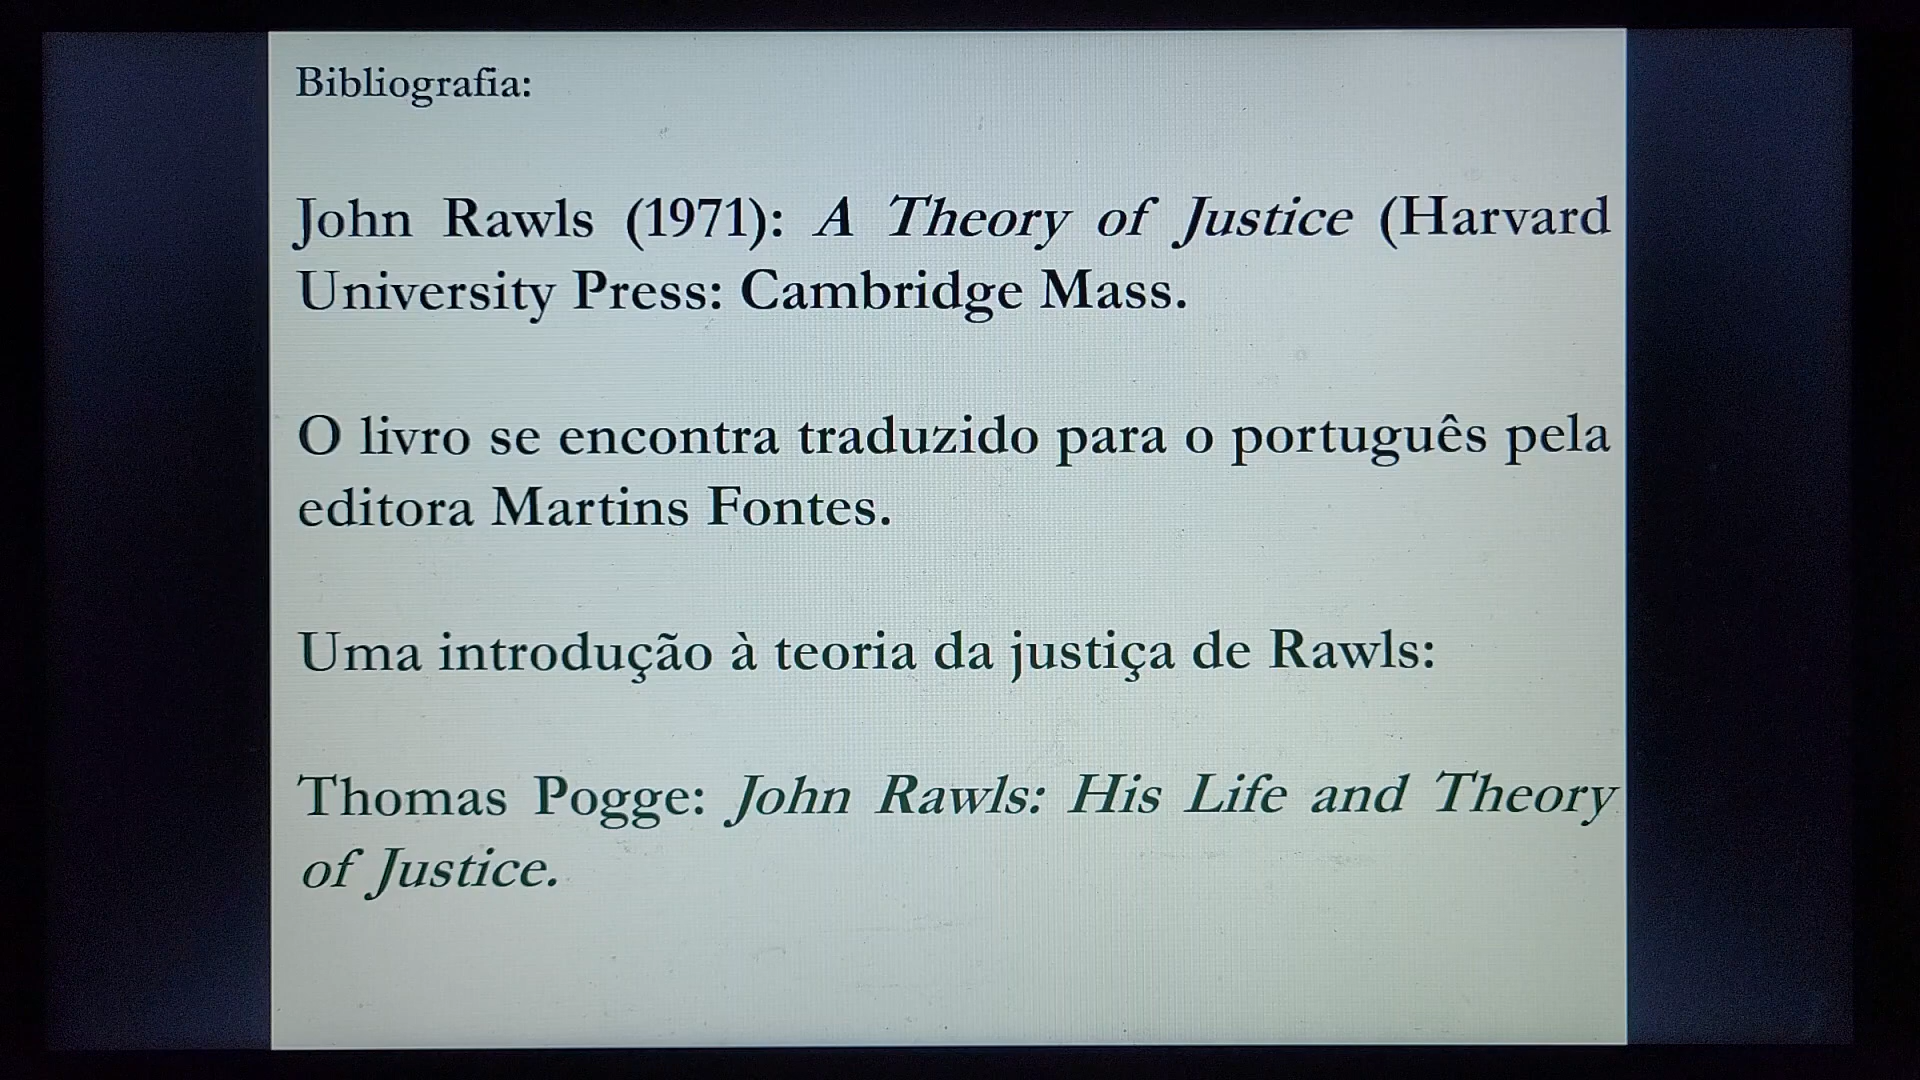 Bibliografia:
John Rawls (1971): A Theory of Justice (Harvard
University Press: Cambridge Mass.
O livro se encontra traduzido para o português pela
editora Martins Fontes.
Uma introdução à teoria da justiça de Rawls:
Thomas Pogge: John Rawls: His Life and Theory
of Justice.